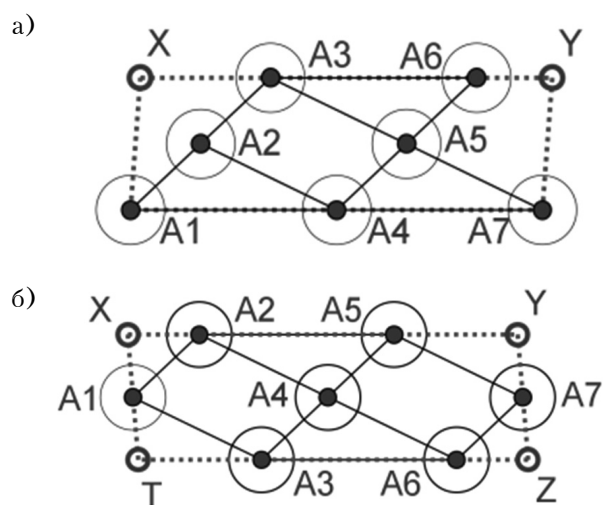 а)
X A3 A6 Y
A2 A5
A1 A4 A7
б)
X A2 A5 Y
A1 A4 A7
T A3 A6 Z